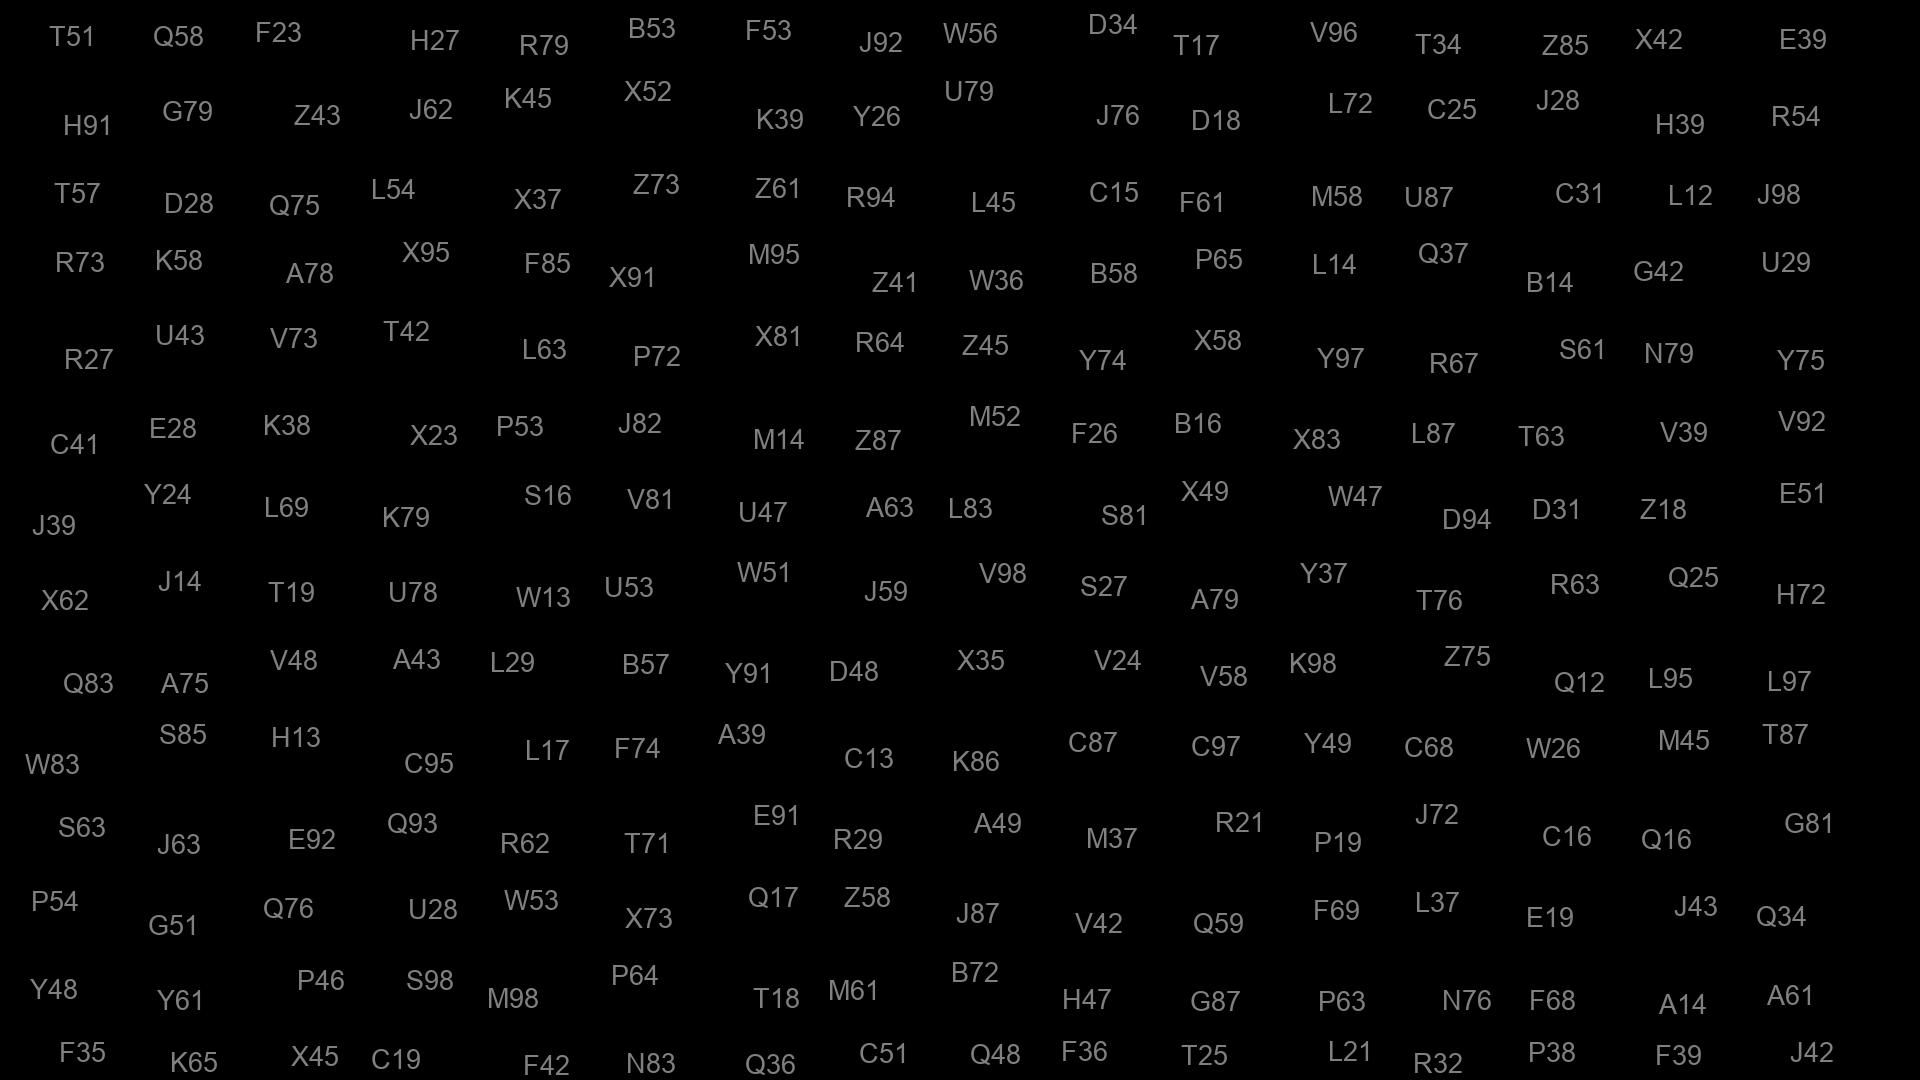 T51 Q58 F23 H27 R79 B53 F53 J92 W56 D34 T17 V96 T34 Z85 X42 E39
H91 G79 Z43 J62 K45 X52 K39 Y26 U79 J76 D18 L72 C25 J28 H39 R54
T57 D28 Q75 L54 X37 Z73 Z61 R94 L45 C15 F61 M58 U87 C31 L12 J98
R73 K58 A78 X95 F85 X91 M95 Z41 W36 B58 P65 L14 Q37 B14 G42 U29
R27 U43 V73 T42 L63 P72 X81 R64 Z45 Y74 X58 Y97 R67 S61 N79 Y75
C41 E28 K38 X23 P53 J82 M14 Z87 M52 F26 B16 X83 L87 T63 V39 V92
J39 Y24 L69 K79 S16 V81 U47 A63 L83 S81 X49 W47 D94 D31 Z18 E51
X62 J14 T19 U78 W13 U53 W51 J59 V98 S27 A79 Y37 T76 R63 Q25 H72
Q83 A75 V48 A43 L29 B57 Y91 D48 X35 V24 V58 K98 Z75 Q12 L95 L97
W83 S85 H13 C95 L17 F74 A39 C13 K86 C87 C97 Y49 C68 W26 M45 T87
S63 J63 E92 Q93 R62 T71 E91 R29 A49 M37 R21 P19 J72 C16 Q16 G81
P54 G51 Q76 U28 W53 X73 Q17 Z58 J87 V42 Q59 F69 L37 E19 J43 Q34
Y48 Y61 P46 S98 M98 P64 T18 M61 B72 H47 G87 P63 N76 F68 A14 A61
F35 K65 X45 C19 F42 N83 Q36 C51 Q48 F36 T25 L21 R32 P38 F39 J42